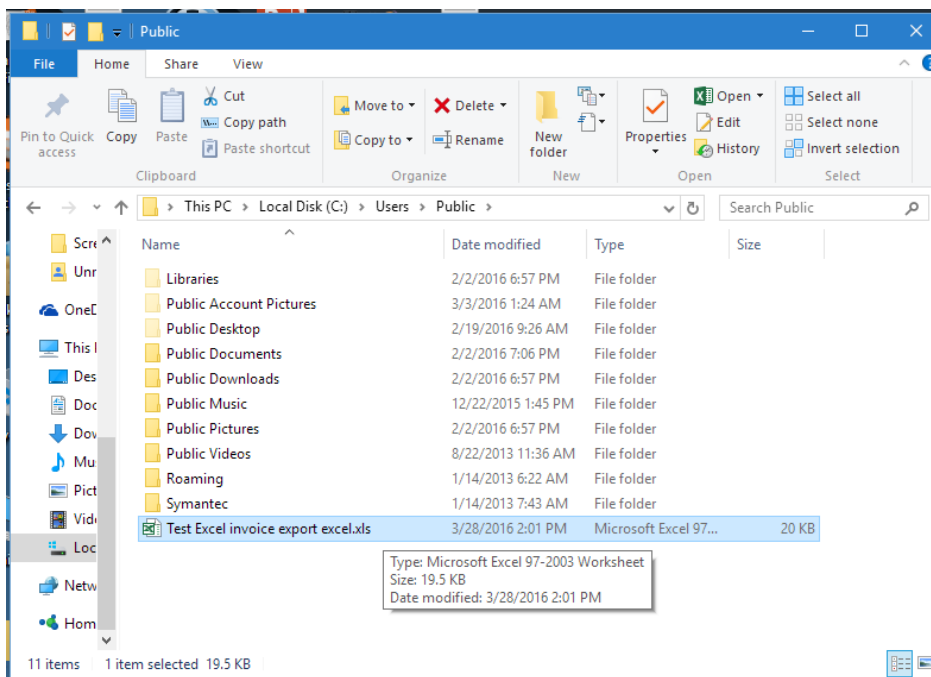 Public
File Home Share View
Pin to Quick access
Copy
Paste
Cut
Copy path
Paste shortcut
Clipboard
Move to
Copy to
Delete
Rename
Organize
New folder
New
Properties
Open
Edit
History
Open
Select all
Select none
Invert selection
Select
This PC > Local Disk (C:) > Users > Public >
Search Public
Name Date modified Type Size
Libraries 2/2/2016 6:57 PM File folder
Public Account Pictures 3/3/2016 1:24 AM File folder
Public Desktop 2/19/2016 9:26 AM File folder
Public Documents 2/2/2016 7:06 PM File folder
Public Downloads 2/2/2016 6:57 PM File folder
Public Music 12/22/2015 1:45 PM File folder
Public Pictures 2/2/2016 6:57 PM File folder
Public Videos 8/22/2013 11:36 AM File folder
Roaming 1/14/2013 6:22 AM File folder
Symantec 1/14/2013 7:43 AM File folder
Test Excel invoice export excel.xls 3/28/2016 2:01 PM Microsoft Excel 97... 20 KB
Type: Microsoft Excel 97-2003 Worksheet
Size: 19.5 KB
Date modified: 3/28/2016 2:01 PM
Scre
Unr
OneD
This
Des
Doc
Dov
Mu
Pict
Vide
Loc
Netw
Hom
11 items 1 item selected 19.5 KB